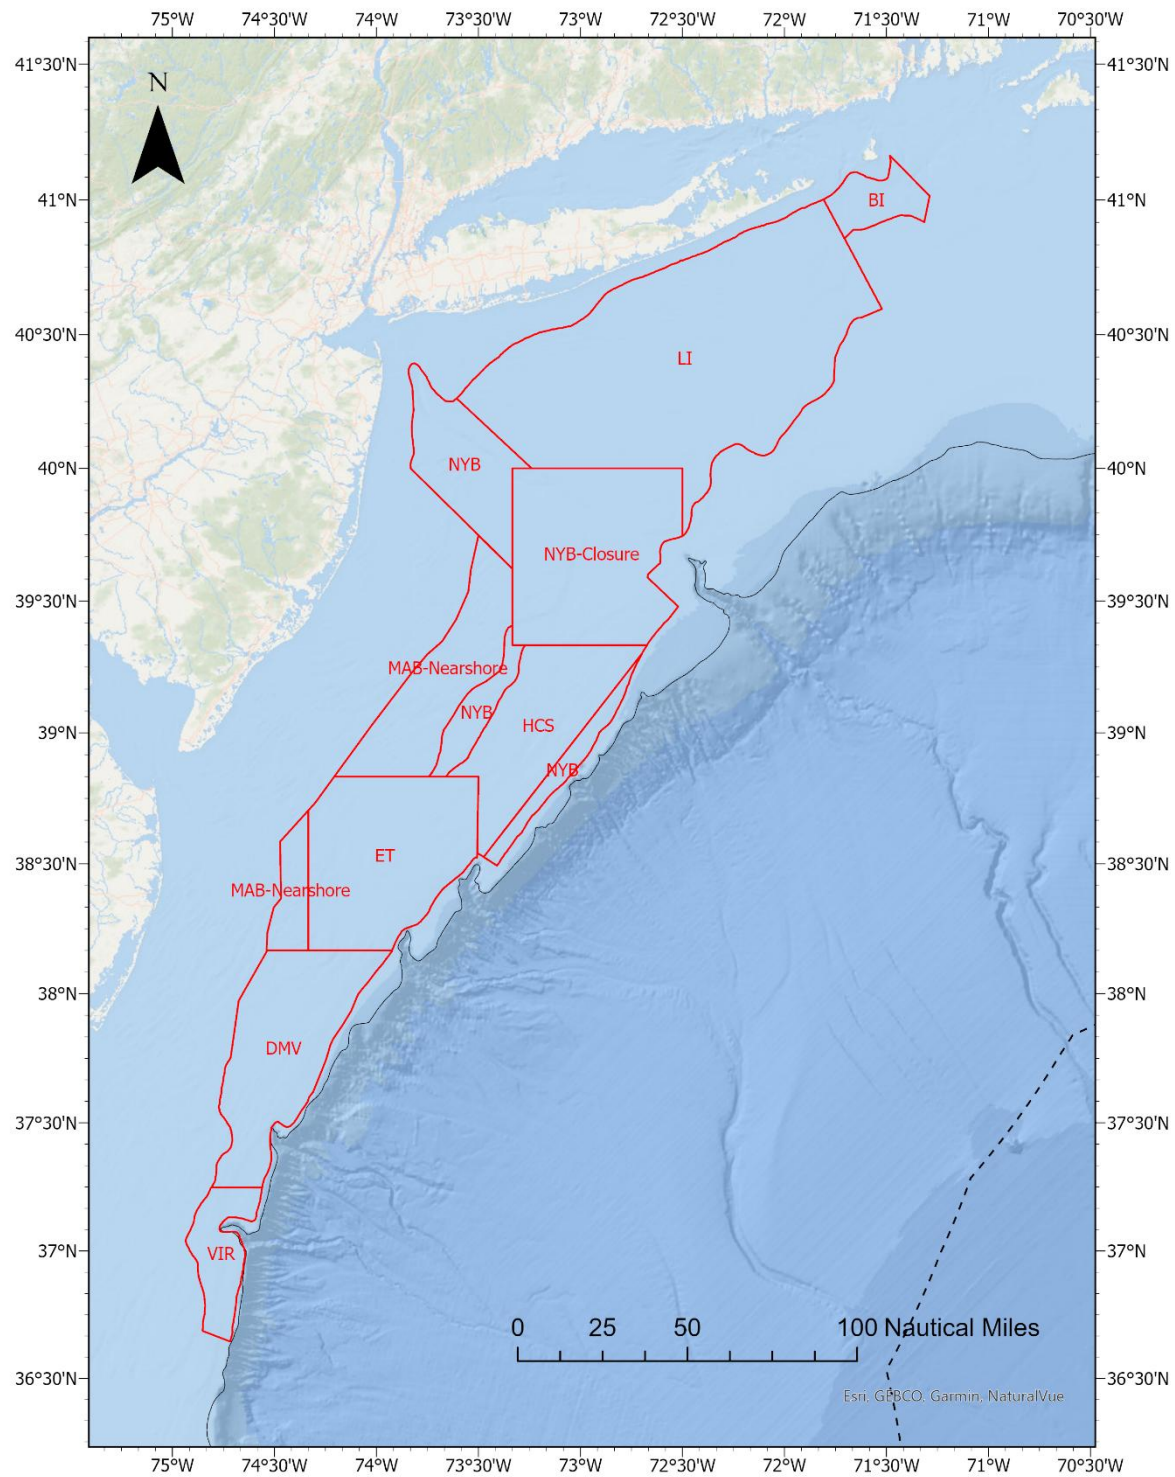 75°W 74°30'W 74°W 73°30'W 73°W 72°30'W 72°W 71°30'W 71°W 70°30'W
41°30'N 41°30'N
N
41°N BI 41°N
40°30'N 40°30'N
LI
NYB
40°N 40°N
NYB-Closure
39°30'N 39°30'N
MAB-Nearshore
NYB
HCS
39°N 39°N
NYB
ET
38°30'N 38°30'N
MAB-Nearshore
38°N 38°N
DMV
37°30'N 37°30'N
37°N VIR 37°N
0 25 50 100 Nautical Miles
36°30'N 36°30'N
Esri, GEBCO, Garmin, NaturalVue
75°W 74°30'W 74°W 73°30'W 73°W 72°30'W 72°W 71°30'W 71°W 70°30'W